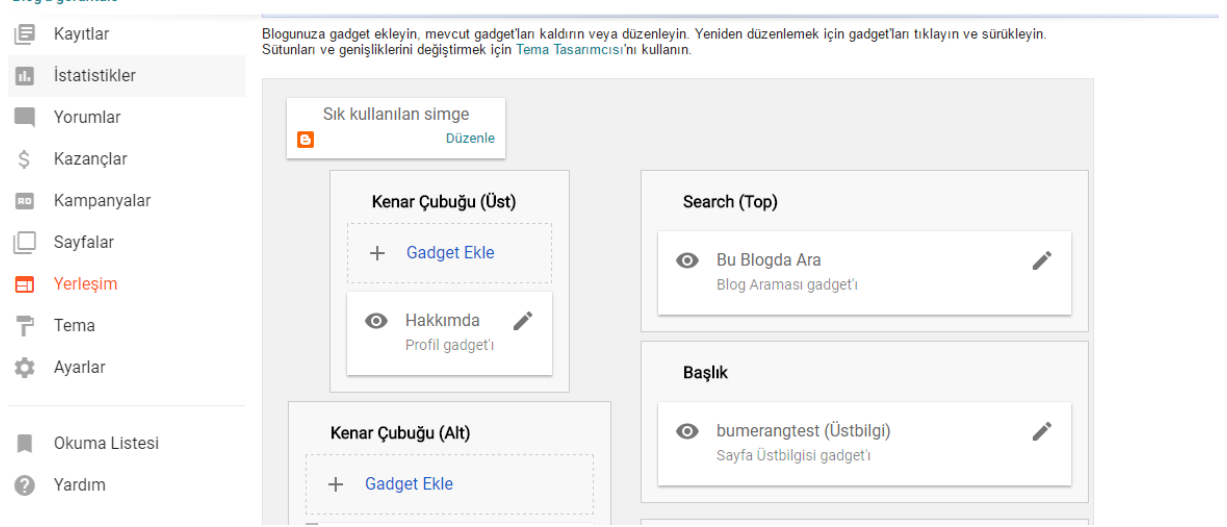 Blog'u görüntüle
Kayıtlar
İstatistikler
Yorumlar
Kazançlar
Kampanyalar
Sayfalar
Yerleşim
Tema
Ayarlar
Okuma Listesi
Yardım
Blogunuza gadget ekleyin, mevcut gadget'ları kaldırın veya düzenleyin. Yeniden düzenlemek için gadget'ları tıklayın ve sürükleyin.
Sütunları ve genişliklerini değiştirmek için Tema Tasarımcısı'nı kullanın.
Sık kullanılan simge
Düzenle
Kenar Çubuğu (Üst)
Gadget Ekle
Hakkımda
Profil gadget'ı
Kenar Çubuğu (Alt)
Gadget Ekle
Search (Top)
Bu Blogda Ara
Blog Araması gadget'ı
Başlık
bumerangtest (Üstbilgi)
Sayfa Üstbilgisi gadget'ı